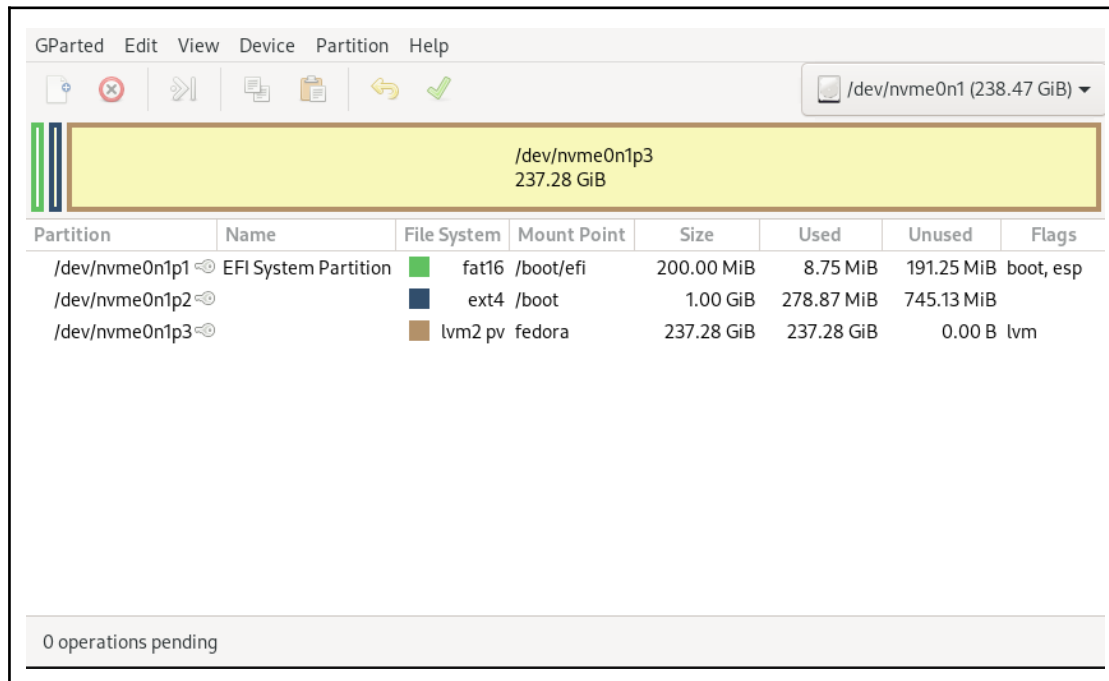 GParted Edit View Device Partition Help
/dev/nvme0n1 (238.47 GiB)
/dev/nvme0n1p3
237.28 GiB
Partition Name File System Mount Point Size Used Unused Flags
/dev/nvme0n1p1 EFI System Partition fat16 /boot/efi 200.00 MiB 8.75 MiB 191.25 MiB boot, esp
/dev/nvme0n1p2 ext4 /boot 1.00 GiB 278.87 MiB 745.13 MiB
/dev/nvme0n1p3 lvm2 pv fedora 237.28 GiB 237.28 GiB 0.00 B lvm
0 operations pending